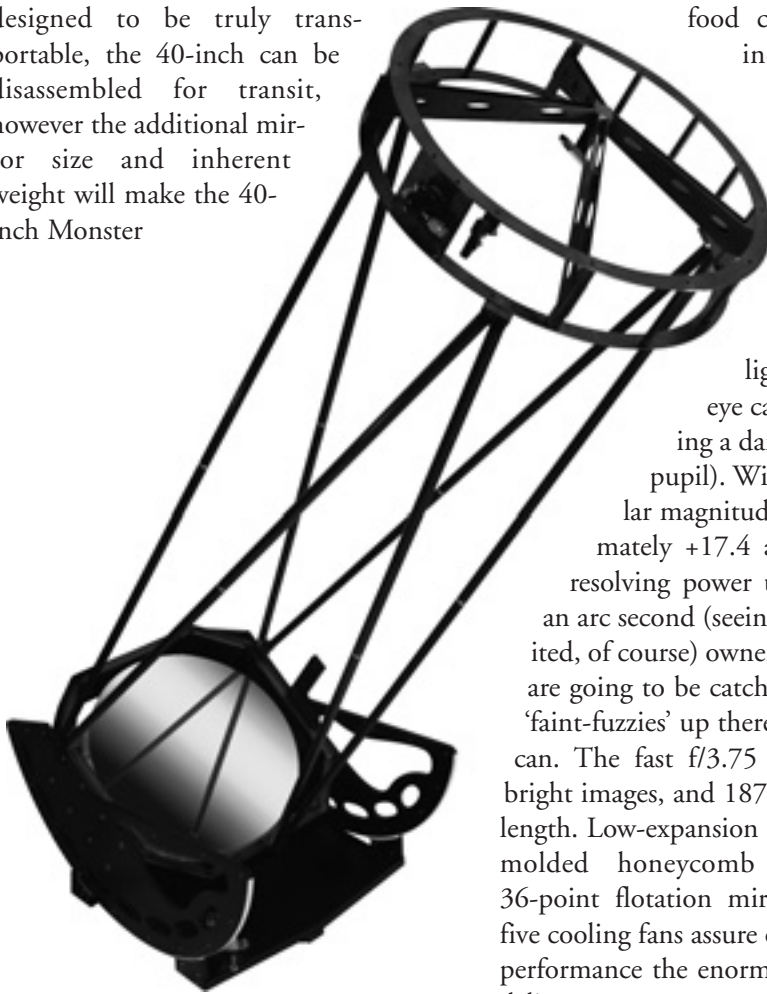 designed to be truly trans-
portable, the 40-inch can be
disassembled for transit,
however the additional mir-
or size and inherent
weight will make the 40-
nch Monster
food c
in
lig
eye ca
ing a da
pupil). Wi
lar magnitud
mately +17.4 a
resolving power u
an arc second (seein
ited, of course) owne
are going to be catch
‘faint-fuzzies’ up there
can. The fast f/3.75
bright images, and 187
length. Low-expansion
molded honeycomb
36-point flotation mir
five cooling fans assure
performance the enorm